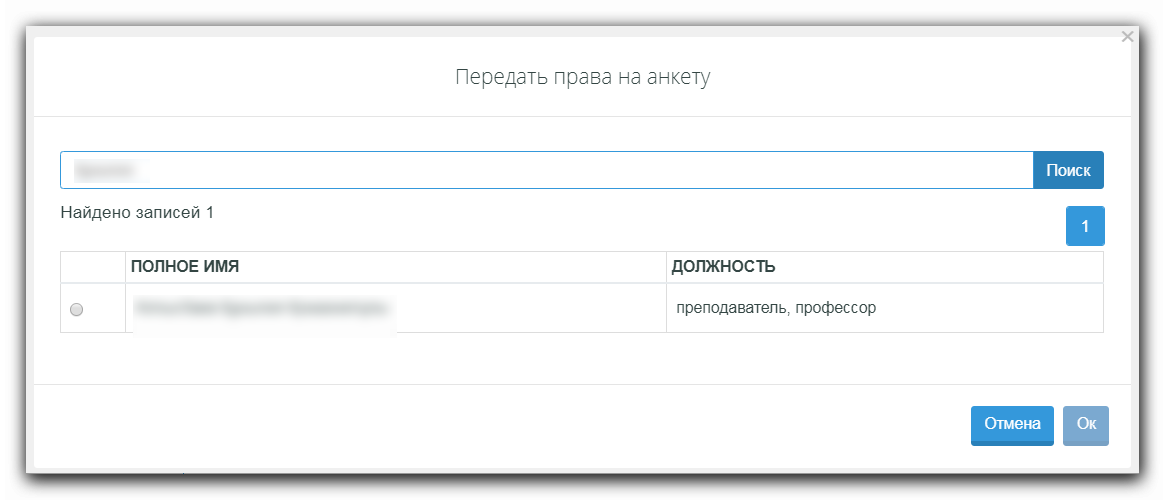 ×
Передать права на анкету
Поиск
Найдено записей 1
1
ПОЛНОЕ ИМЯ ДОЛЖНОСТЬ
преподаватель, профессор
Отмена Ок